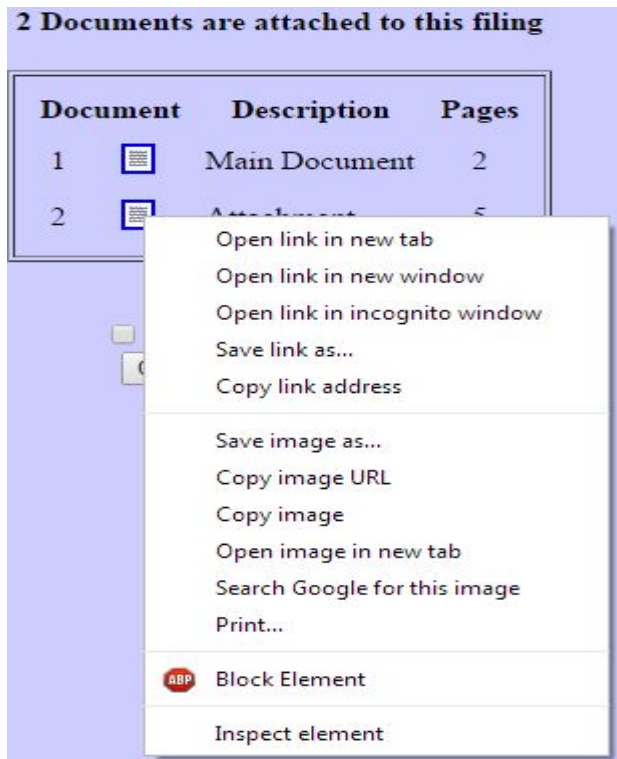 2 Documents are attached to this filing
Document Description Pages
1 Main Document 2
2 Attachment 5
Open link in new tab
Open link in new window
Open link in incognito window
Save link as...
Copy link address
Save image as...
Copy image URL
Copy image
Open image in new tab
Search Google for this image
Print...
ABP Block Element
Inspect element